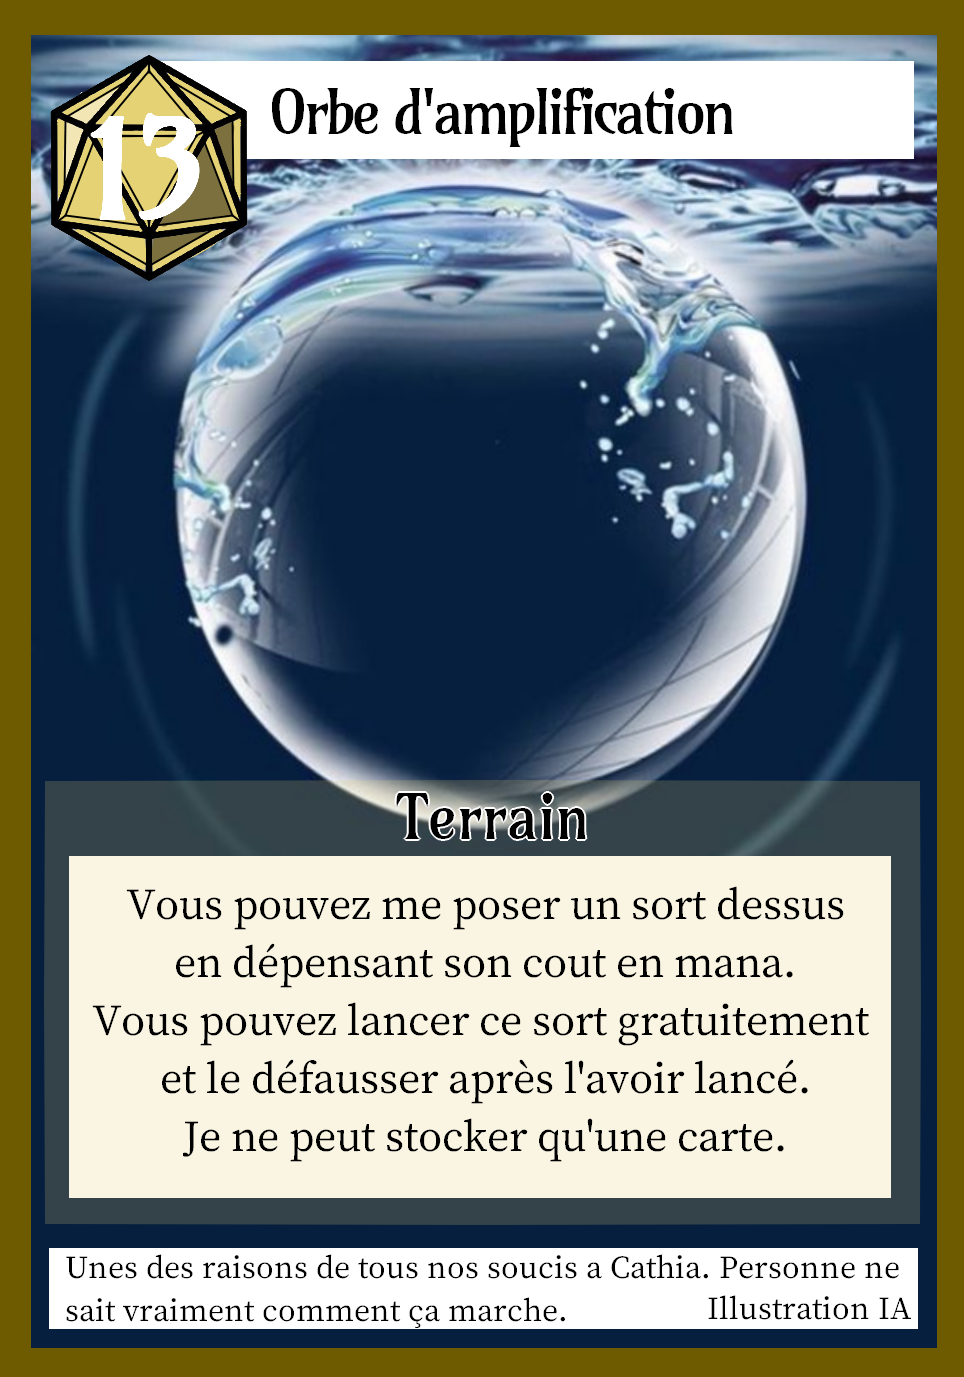 13
Orbe d'amplification
Terrain
Vous pouvez me poser un sort dessus
en dépensant son cout en mana.
Vous pouvez lancer ce sort gratuitement
et le défausser après l'avoir lancé.
Je ne peut stocker qu'une carte.
Unes des raisons de tous nos soucis a Cathia. Personne ne
sait vraiment comment ça marche.
Illustration IA